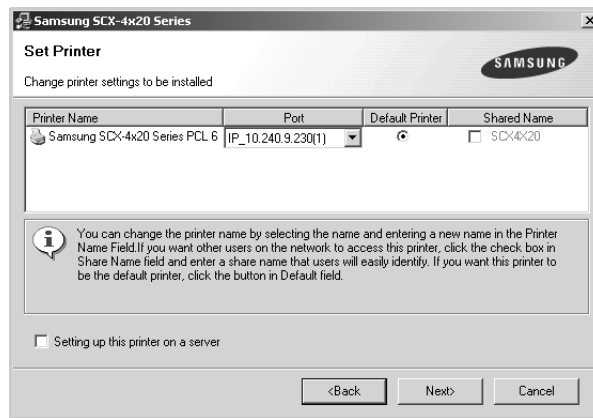 Samsung SCX-4x20 Series
Set Printer
SAMSUNG
Change printer settings to be installed
Printer Name Port Default Printer Shared Name
Samsung SCX-4x20 Series PCL 6 IP_10.240.9.230(1) SCX4X20
You can change the printer name by selecting the name and entering a new name in the Printer
Name Field.If you want other users on the network to access this printer, click the check box in
Share Name field and enter a share name that users will easily identify. If you want this printer to
be the default printer, click the button in Default field.
Setting up this printer on a server
<Back Next> Cancel